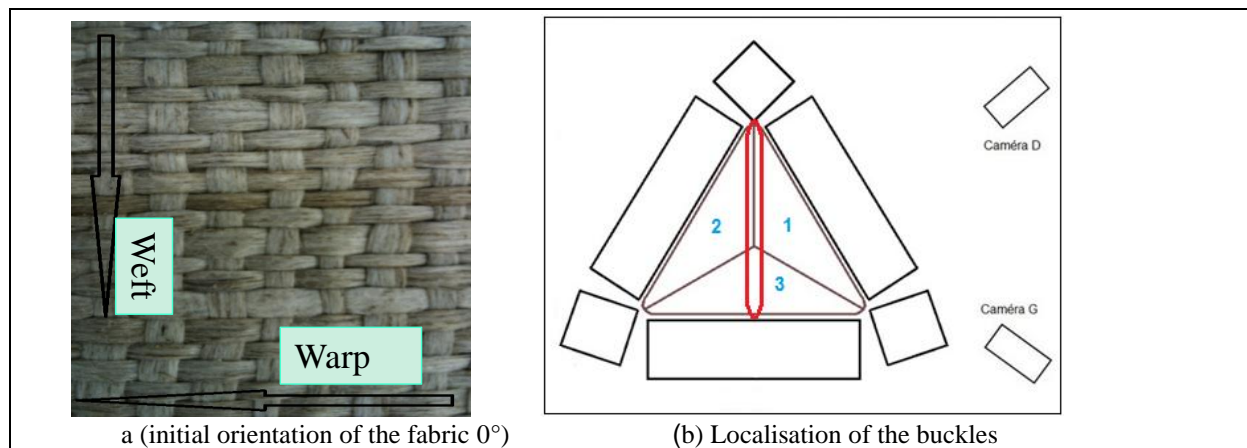 Weft
Warp
2
1
3
Caméra D
Caméra G
a (initial orientation of the fabric 0°)
(b) Localisation of the buckles